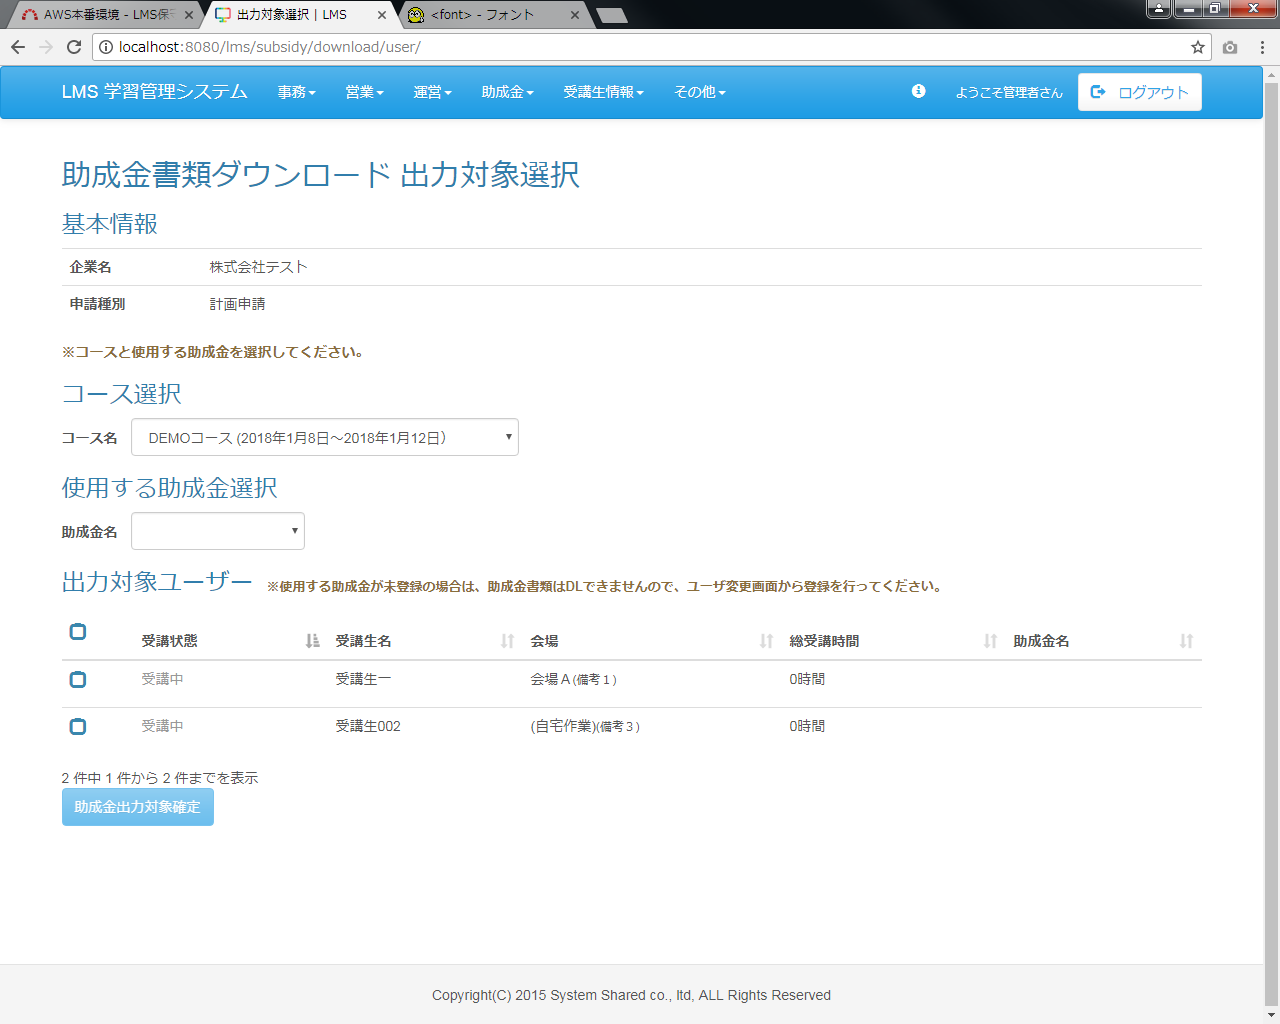 AWS本番環境 - LMS保守
出力対象選択 | LMS
<font> - フォント
localhost:8080/lms/subsidy/download/user/
LMS 学習管理システム 事務 営業 運営 助成金 受講生情報 その他 ようこそ管理者さん ログアウト
助成金書類ダウンロード 出力対象選択
基本情報
企業名 株式会社テスト
申請種別 計画申請
※コースと使用する助成金を選択してください。
コース選択
コース名 DEMOコース (2018年1月8日～2018年1月12日)
使用する助成金選択
助成金名
出力対象ユーザー ※使用する助成金が未登録の場合は、助成金書類はDLできませんので、ユーザ変更画面から登録を行ってください。
受講状態 受講生名 会場 総受講時間 助成金名
受講中 受講生一 会場Ａ(備考１) 0時間
受講中 受講生002 (自宅作業)(備考３) 0時間
2 件中 1 件から 2 件までを表示
助成金出力対象確定
Copyright(C) 2015 System Shared co., ltd, ALL Rights Reserved